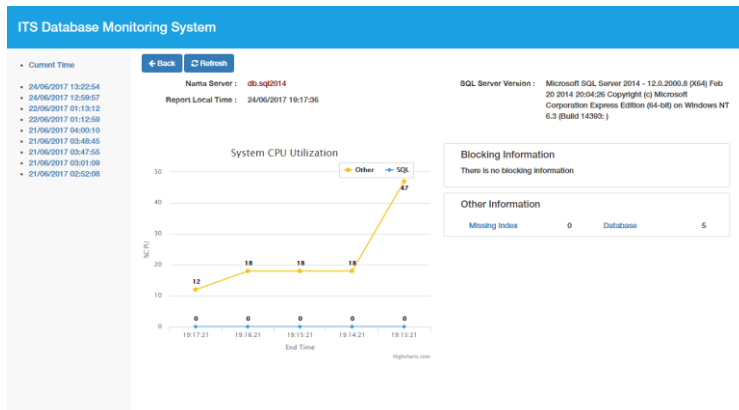 ITS Database Monitoring System
Current Time
24/06/2017 13:22:54
24/06/2017 12:59:57
22/06/2017 01:13:12
22/06/2017 01:12:59
21/06/2017 04:00:10
21/06/2017 03:48:45
21/06/2017 03:47:55
21/06/2017 03:01:09
21/06/2017 02:52:08
Back
Refresh
Nama Server : db.sql2014
Report Local Time : 24/06/2017 19:17:36
SQL Server Version : Microsoft SQL Server 2014 - 12.0.2000.8 (X64) Feb
20 2014 20:04:26 Copyright (c) Microsoft
Corporation Express Edition (64-bit) on Windows NT
6.3 (Build 14393: )
System CPU Utilization
Other
SQL
50
40
30
20
10
0
%CPU
12
18
18
18
47
0
0
0
0
0
19:17:21
19:16:21
19:15:21
19:14:21
19:13:21
End Time
Highcharts.com
Blocking Information
There is no blocking information
Other Information
Missing Index 0 Database 5